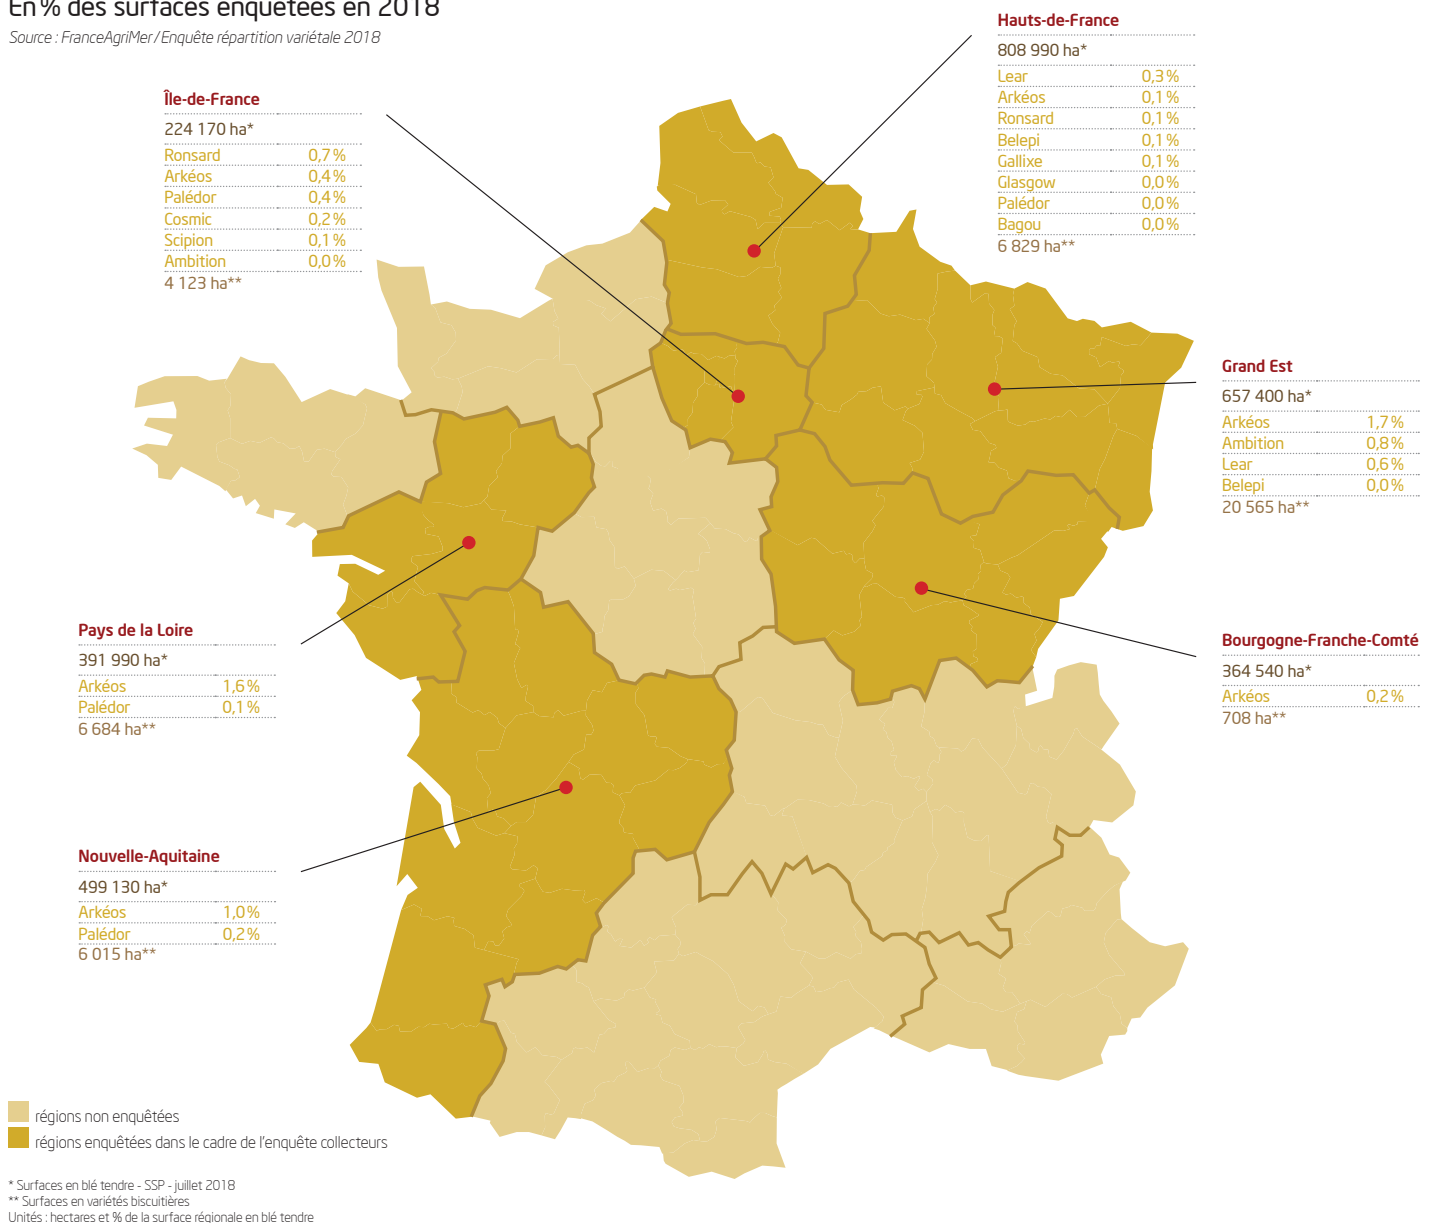 En % des surfaces enquêtées en 2018
Source : FranceAgriMer / Enquête répartition variétale 2018
Hauts-de-France
808 990 ha*
Lear 0,3 %
Arkéos 0,1 %
Ronsard 0,1 %
Belepi 0,1 %
Gallixe 0,1 %
Glasgow 0,0 %
Palédor 0,0 %
Bagou 0,0 %
6 829 ha**
Île-de-France
224 170 ha*
Ronsard 0,7 %
Arkéos 0,4 %
Palédor 0,4 %
Cosmic 0,2 %
Scipion 0,1 %
Ambition 0,0 %
4 123 ha**
Grand Est
657 400 ha*
Arkéos 1,7 %
Ambition 0,8 %
Lear 0,6 %
Belepi 0,0 %
20 565 ha**
Pays de la Loire
391 990 ha*
Arkéos 1,6 %
Palédor 0,1 %
6 684 ha**
Bourgogne-Franche-Comté
364 540 ha*
Arkéos 0,2 %
708 ha**
Nouvelle-Aquitaine
499 130 ha*
Arkéos 1,0 %
Palédor 0,2 %
6 015 ha**
régions non enquêtées
régions enquêtées dans le cadre de l'enquête collecteurs
* Surfaces en blé tendre - SSP - juillet 2018
** Surfaces en variétés biscuitières
Unités : hectares et % de la surface régionale en blé tendre